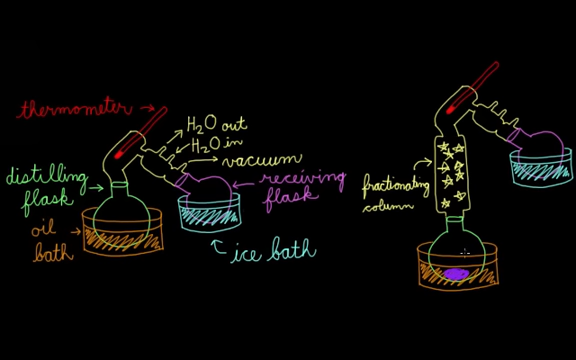 thermometer
H2O out
H2O in
vacuum
distilling
flask
receiving
flask
oil
bath
ice bath
fractionating
column